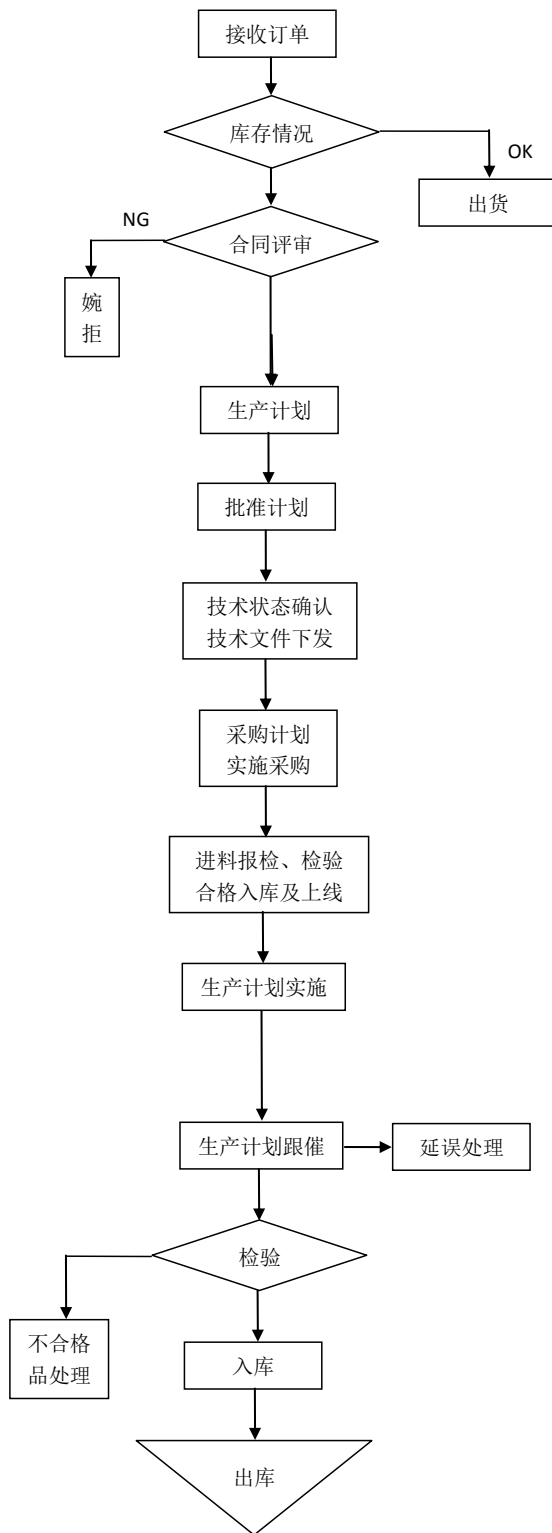 接收订单
库存情况
OK
出货
NG
合同评审
婉
拒
生产计划
批准计划
技术状态确认
技术文件下发
采购计划
实施采购
进料报检、检验
合格入库及上线
生产计划实施
生产计划跟催
延误处理
检验
不合格
品处理
入库
出库